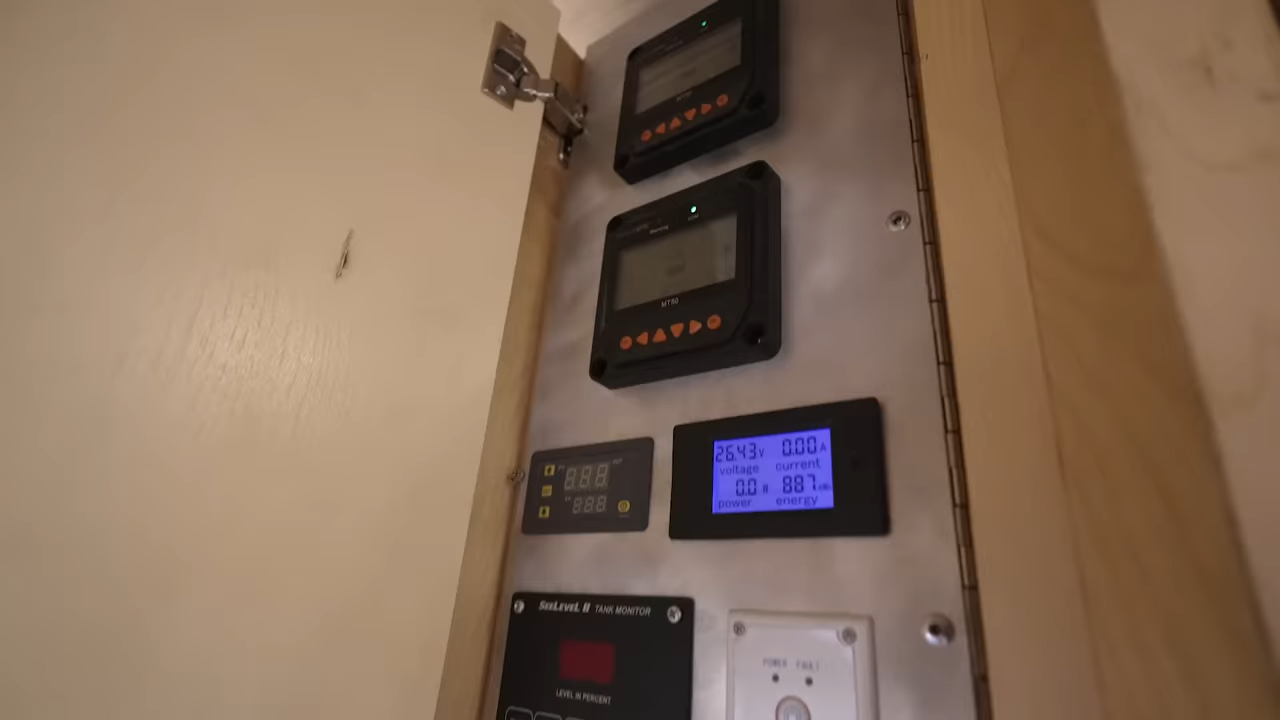 MT50
26.43V 0.00A
voltage current
0.0 887
power energy
SEELEVEL II TANK MONITOR
LEVEL IN PERCENT
POWER FAULT